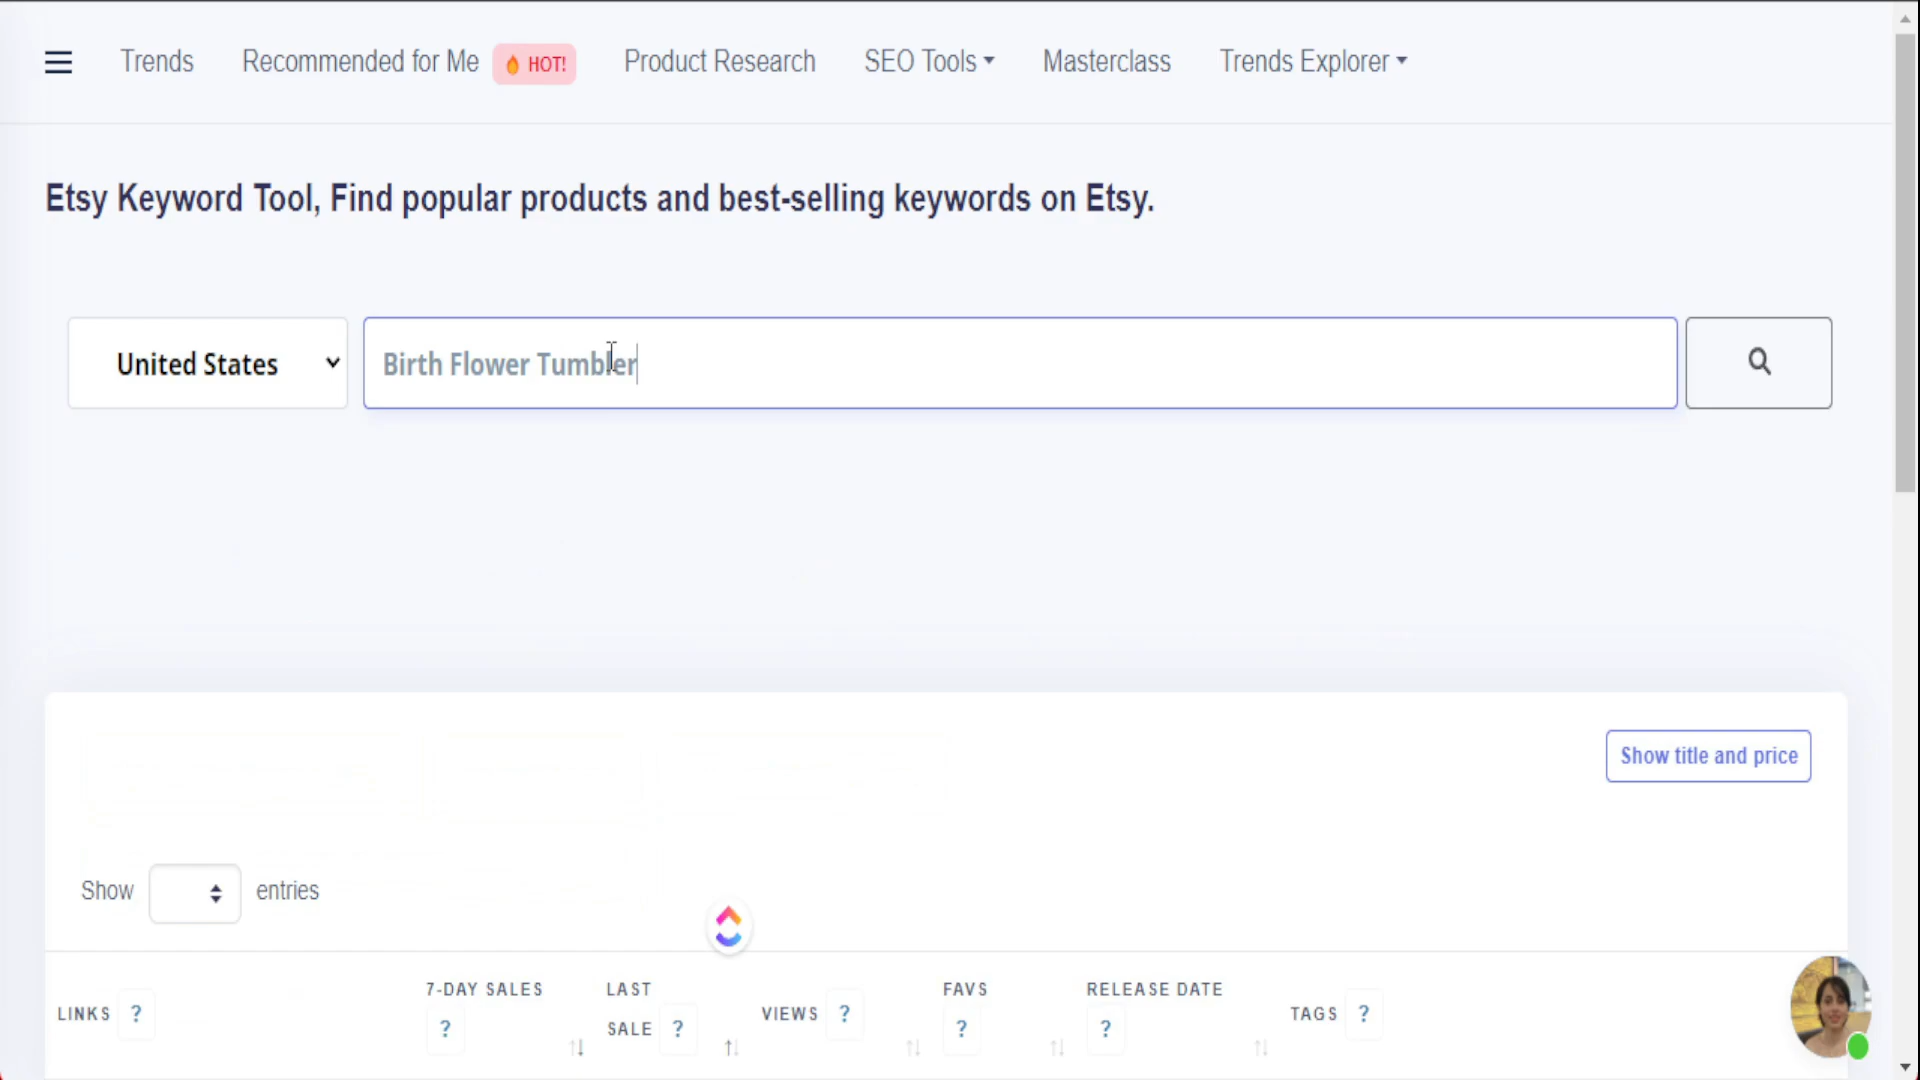 Trends Recommended for Me HOT! Product Research SEO Tools Masterclass Trends Explorer
Etsy Keyword Tool, Find popular products and best-selling keywords on Etsy.
United States Birth Flower Tumbler
Show title and price
Show entries
LINKS ? 7-DAY SALES ? LAST SALE ? VIEWS ? FAVS ? RELEASE DATE ? TAGS ?